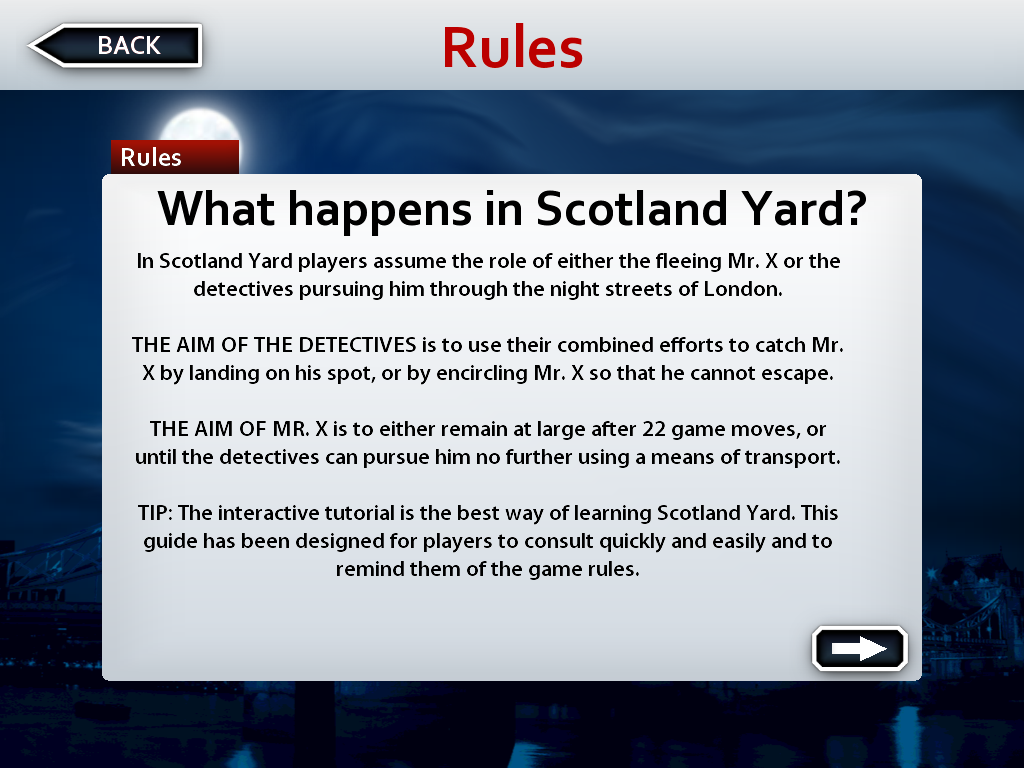 BACK
Rules
Rules
What happens in Scotland Yard?
In Scotland Yard players assume the role of either the fleeing Mr. X or the
detectives pursuing him through the night streets of London.
THE AIM OF THE DETECTIVES is to use their combined efforts to catch Mr.
X by landing on his spot, or by encircling Mr. X so that he cannot escape.
THE AIM OF MR. X is to either remain at large after 22 game moves, or
until the detectives can pursue him no further using a means of transport.
TIP: The interactive tutorial is the best way of learning Scotland Yard. This
guide has been designed for players to consult quickly and easily and to
remind them of the game rules.